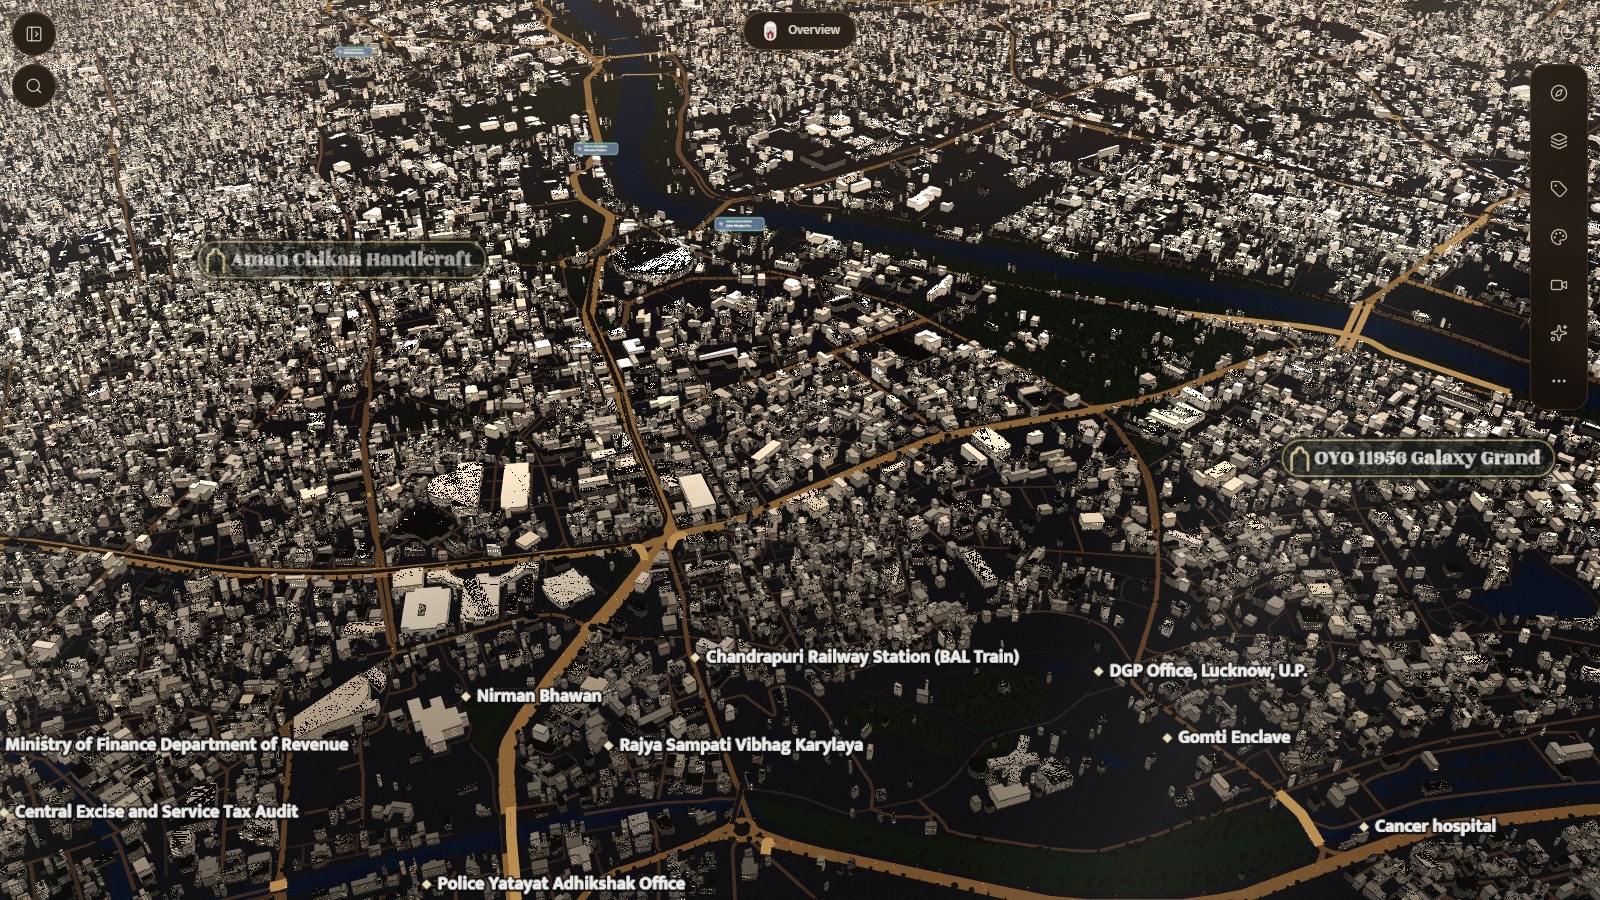 Overview
Aman Chikan Handicraft
OYO 11956 Galaxy Grand
Chandrapuri Railway Station (BAL Train)
DGP Office, Lucknow, U.P.
Nirman Bhawan
Gomti Enclave
Ministry of Finance Department of Revenue
Rajya Sampati Vibhag Karylaya
Central Excise and Service Tax Audit
Cancer hospital
Police Yatayat Adhikshak Office